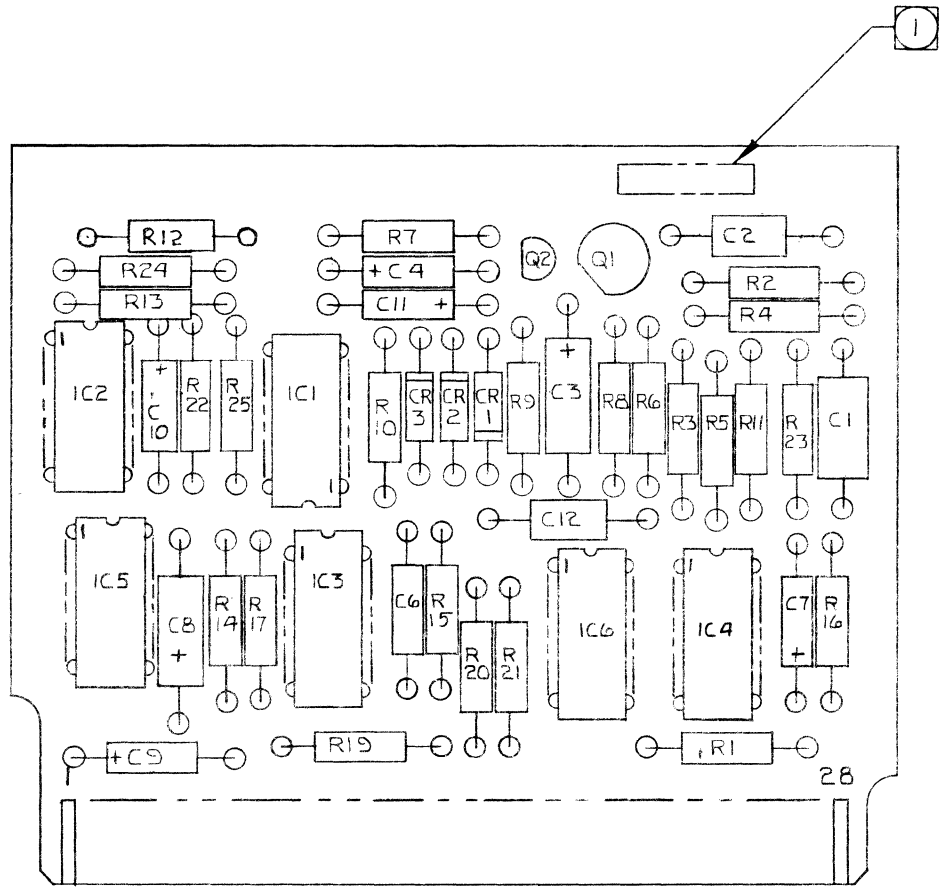 1
R12
R7
C2
Q2
Q1
R24
+C4
R2
R13
C11 +
R4
1
IC2
+
C
10
R
22
R
25
IC1
1
R
10
CR
3
CR
2
CR
1
R9
+
C3
R8
R6
R3
R5
R11
R
23
C1
C12
1
IC5
C8
+
R
14
R
17
1
IC3
C6
R
15
R
20
R
21
1
IC6
1
IC4
C7
+
R
16
+C9
R19
R1
1
28